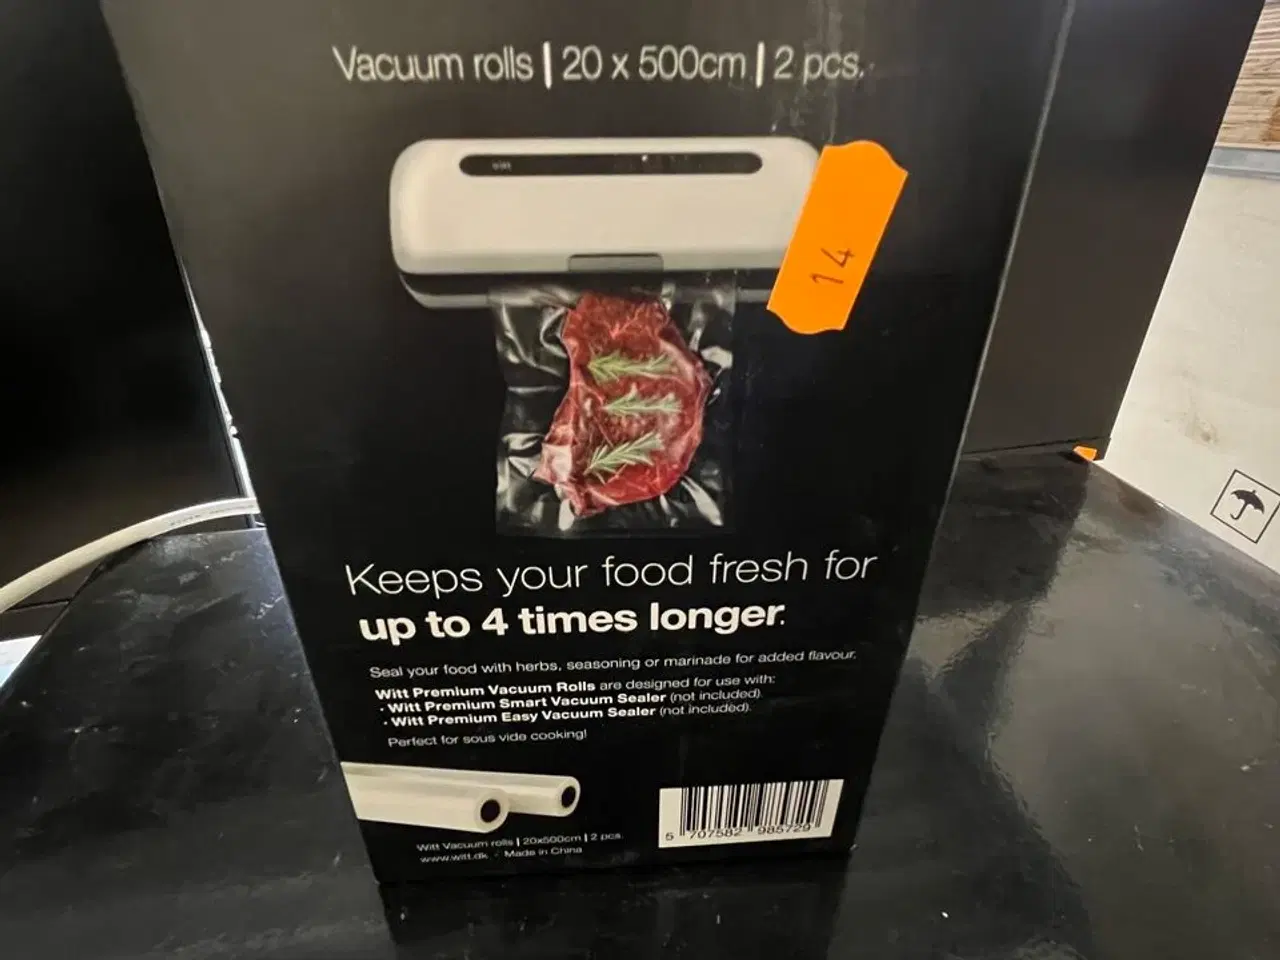 Vacuum rolls | 20 x 500cm | 2 pcs.
witt
14
Keeps your food fresh for
up to 4 times longer.
Seal your food with herbs, seasoning or marinade for added flavour.
Witt Premium Vacuum Rolls are designed for use with:
· Witt Premium Smart Vacuum Sealer (not included).
· Witt Premium Easy Vacuum Sealer (not included).
Perfect for sous vide cooking!
Witt Vacuum rolls | 20x500cm | 2 pcs.
www.witt.dk · Made in China
5 707582 985729